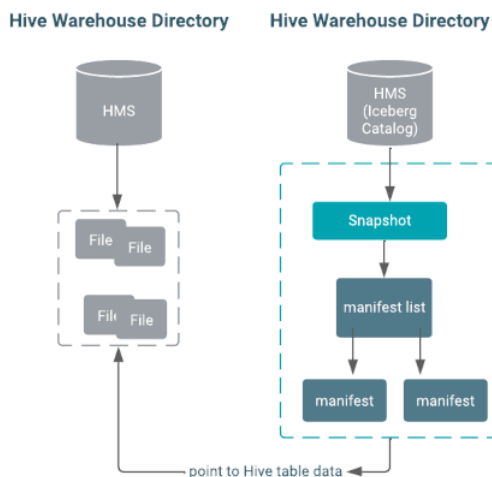 Hive Warehouse Directory
Hive Warehouse Directory
HMS
HMS
(Iceberg
Catalog)
File
File
File
File
Snapshot
manifest list
manifest
manifest
point to Hive table data